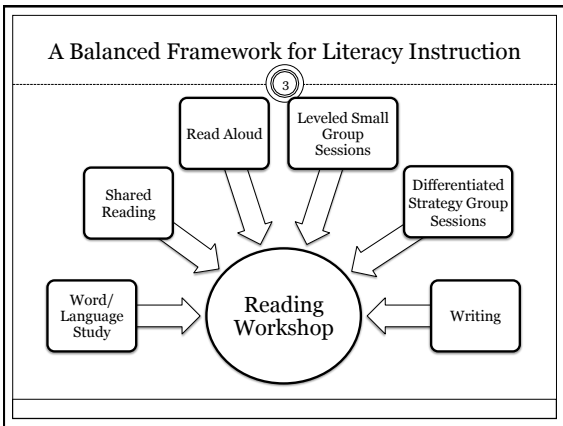 A Balanced Framework for Literacy Instruction
3
Read Aloud
Leveled Small
Group
Sessions
Shared
Reading
Differentiated
Strategy Group
Sessions
Word/
Language
Study
Reading
Workshop
Writing